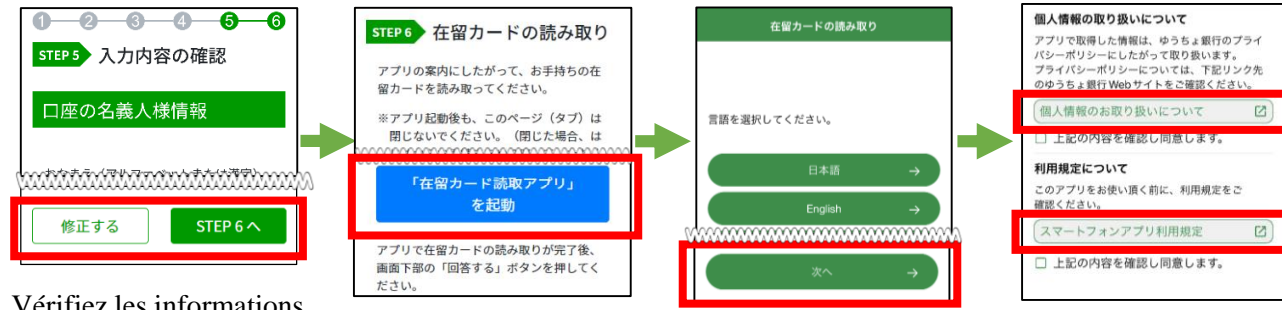 1 2 3 4 5 6
STEP 5 入力内容の確認
口座の名義人様情報
修正する
STEP 6 へ
Vérifiez les informations
STEP 6 在留カードの読み取り
アプリの案内にしたがって、お手持ちの在
留カードを読み取ってください。
※アプリ起動後も、このページ（タブ）は
閉じないでください。（閉じた場合、は
「在留カード読取アプリ」
を起動
アプリで在留カードの読み取りが完了後、
画面下部の「回答する」ボタンを押してく
ださい。
在留カードの読み取り
言語を選択してください。
日本語 →
English →
次へ →
個人情報の取り扱いについて
アプリで取得した情報は、ゆうちょ銀行のプライ
バシーポリシーにしたがって取り扱います。
プライバシーポリシーについては、下記リンク先
のゆうちょ銀行Webサイトをご確認ください。
個人情報のお取り扱いについて
上記の内容を確認し同意します。
利用規定について
このアプリをお使い頂く前に、利用規定をご
確認ください。
スマートフォンアプリ利用規定
上記の内容を確認し同意します。